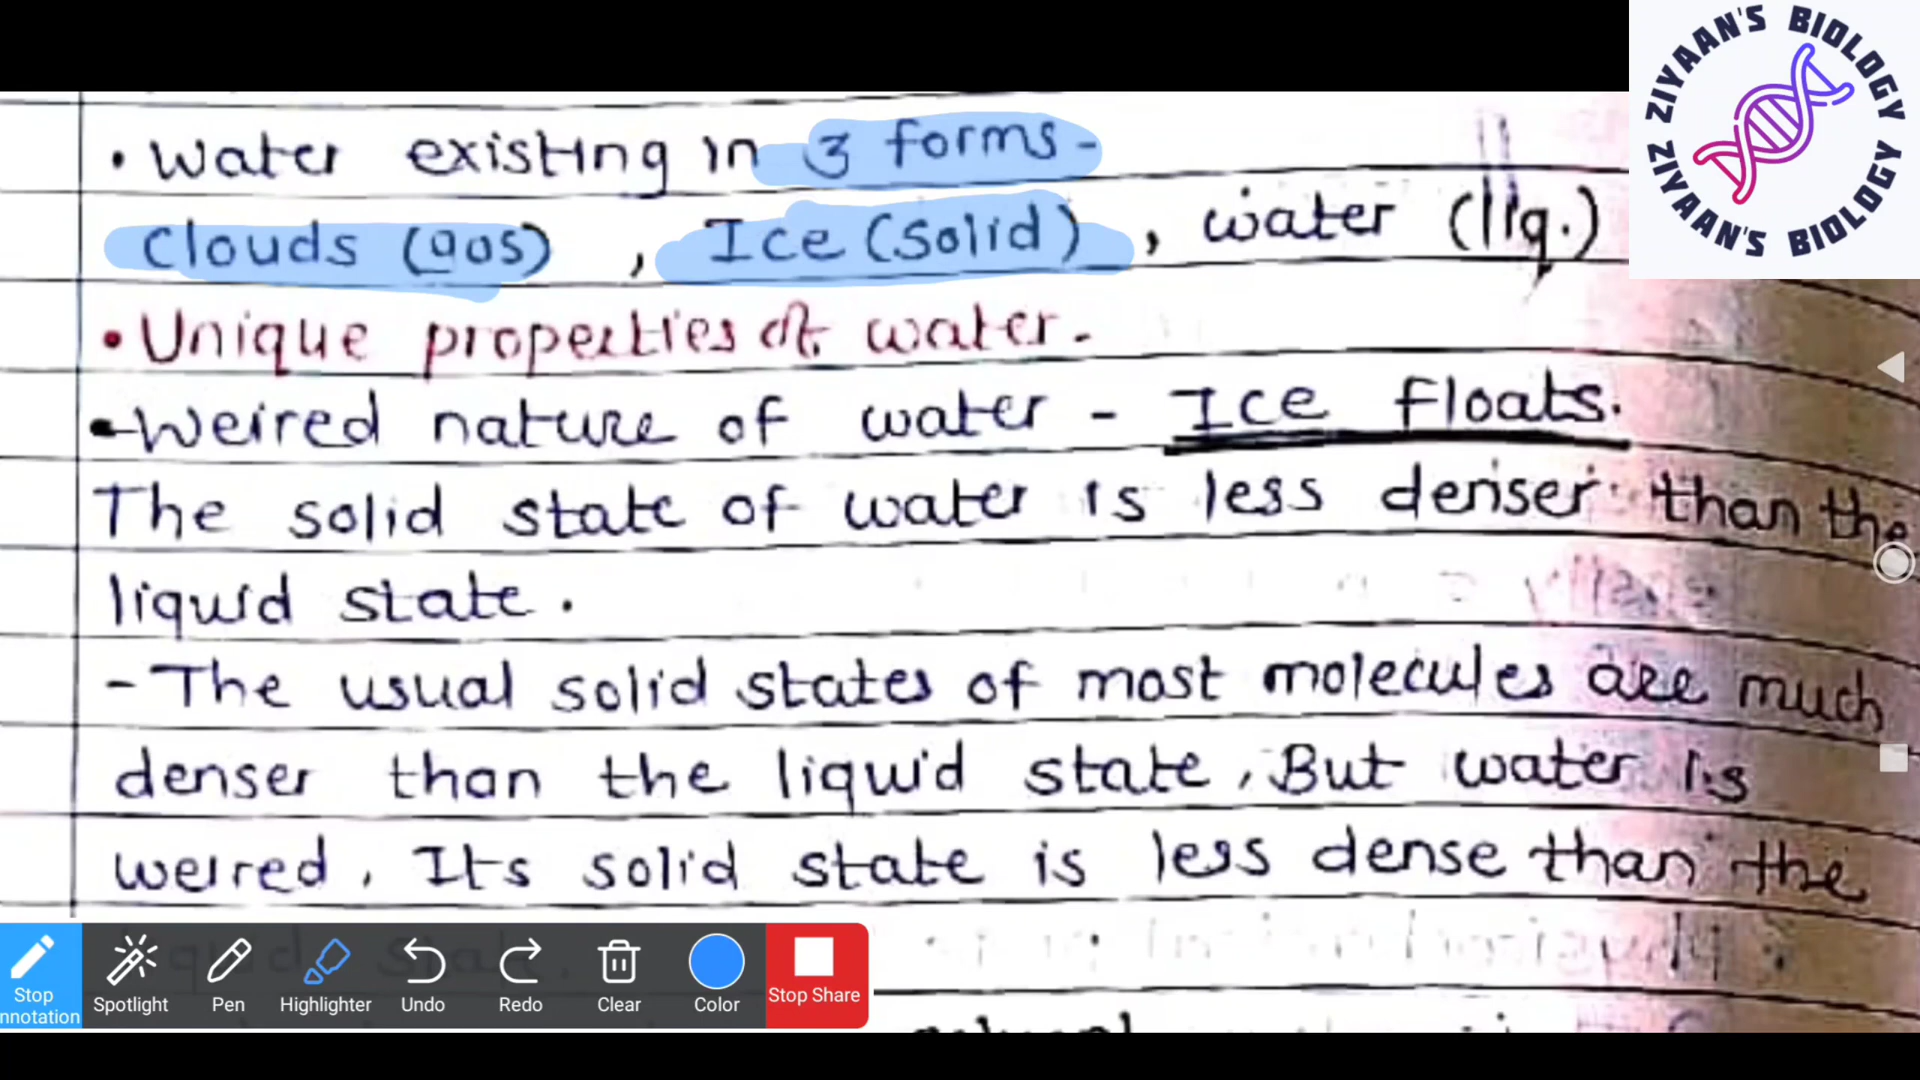 • Water existing in 3 forms -
Clouds (gas) , Ice (Solid) , water (liq.)
• Unique properties of water.
- Weired nature of water - Ice floats.
The solid state of water is less denser than the
liquid state .
- The usual solid states of most molecules are much
denser than the liquid state. But water is
weired. Its solid state is less dense than the
liquid state.
ZIYAAN'S BIOLOGY
ZIYAAN'S BIOLOGY
Stop
nnotation
Spotlight
Pen
Highlighter
Undo
Redo
Clear
Color
Stop Share